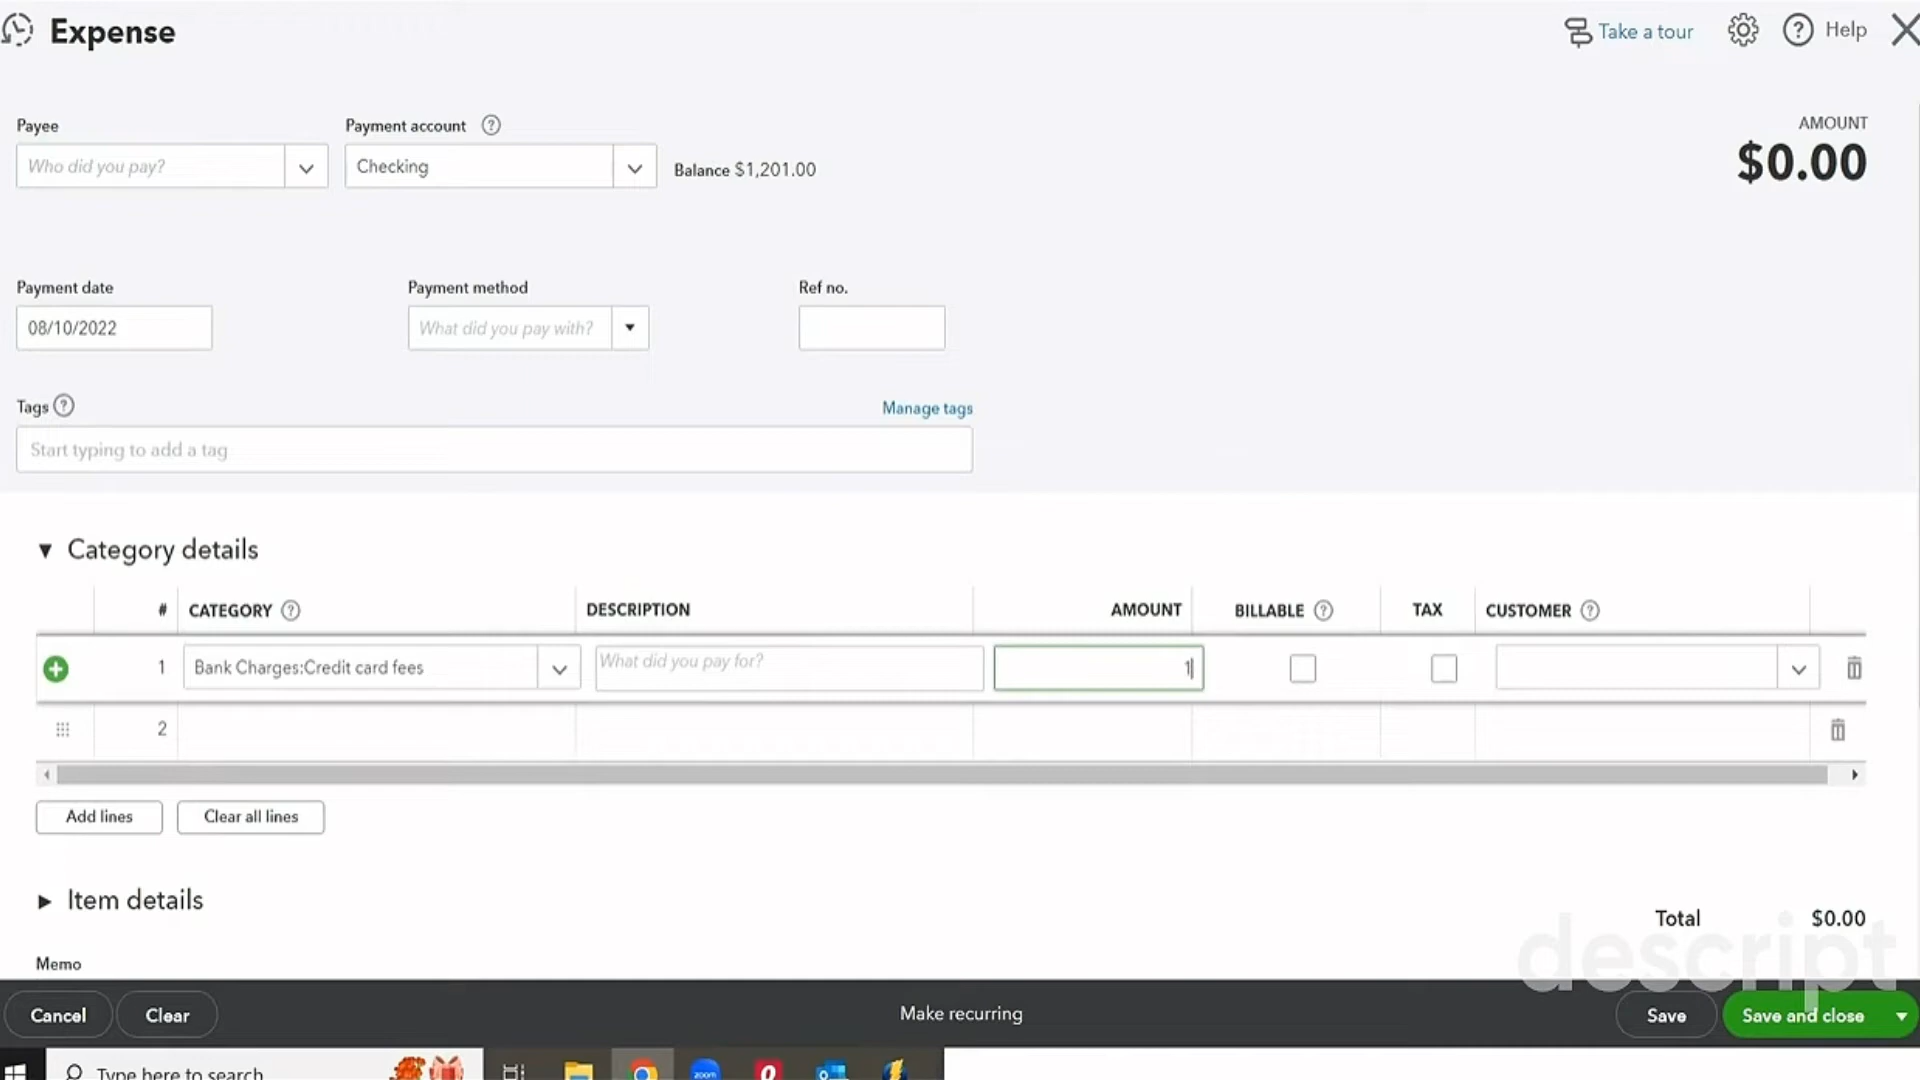 Expense
Take a tour
Help
Payee
Payment account
AMOUNT
Who did you pay?
Checking
Balance $1,201.00
$0.00
Payment date
Payment method
Ref no.
08/10/2022
What did you pay with?
Tags
Manage tags
Start typing to add a tag
Category details
# CATEGORY DESCRIPTION AMOUNT BILLABLE TAX CUSTOMER
1 Bank Charges:Credit card fees What did you pay for? 1
2
Add lines
Clear all lines
Item details
Total $0.00
descript
Memo
Cancel
Clear
Make recurring
Save
Save and close
Type here to search
zoom